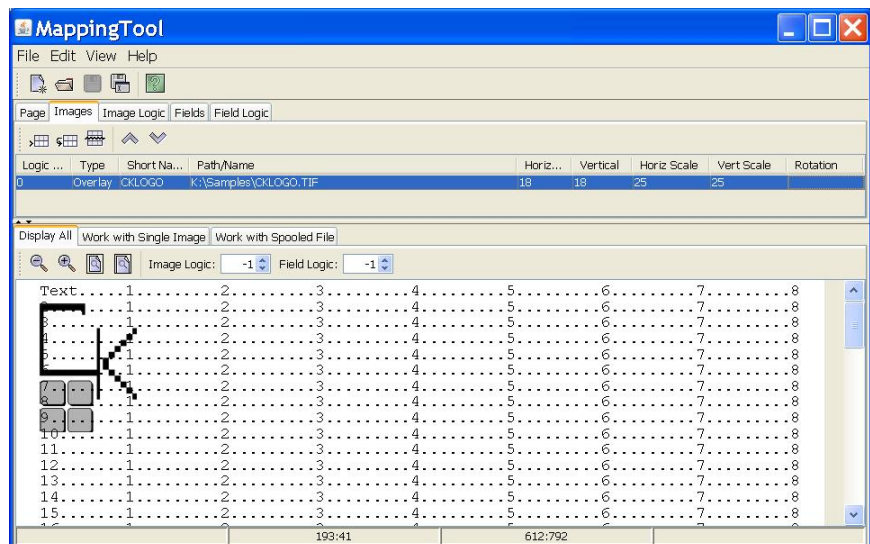 MappingTool
File Edit View Help
Page Images Image Logic Fields Field Logic
Logic ... Type Short Na... Path/Name Horiz... Vertical Horiz Scale Vert Scale Rotation
0 Overlay CKLOGO K:\Samples\CKLOGO.TIF 18 18 25 25
Display All Work with Single Image Work with Spooled File
Image Logic: -1 Field Logic: -1
Text.....1.........2.........3.........4.........5.........6.........7.........8
.1.........2.........3.........4.........5.........6.........7.........8
3........1.........2.........3.........4.........5.........6.........7.........8
4........1.........2.........3.........4.........5.........6.........7.........8
5........1.........2.........3.........4.........5.........6.........7.........8
.2.........3.........4.........5.........6.........7.........8
7........1.........2.........3.........4.........5.........6.........7.........8
8........1.........2.........3.........4.........5.........6.........7.........8
9........1.........2.........3.........4.........5.........6.........7.........8
10.......1.........2.........3.........4.........5.........6.........7.........8
11.......1.........2.........3.........4.........5.........6.........7.........8
12.......1.........2.........3.........4.........5.........6.........7.........8
13.......1.........2.........3.........4.........5.........6.........7.........8
14.......1.........2.........3.........4.........5.........6.........7.........8
15.......1.........2.........3.........4.........5.........6.........7.........8
193:41 612:792